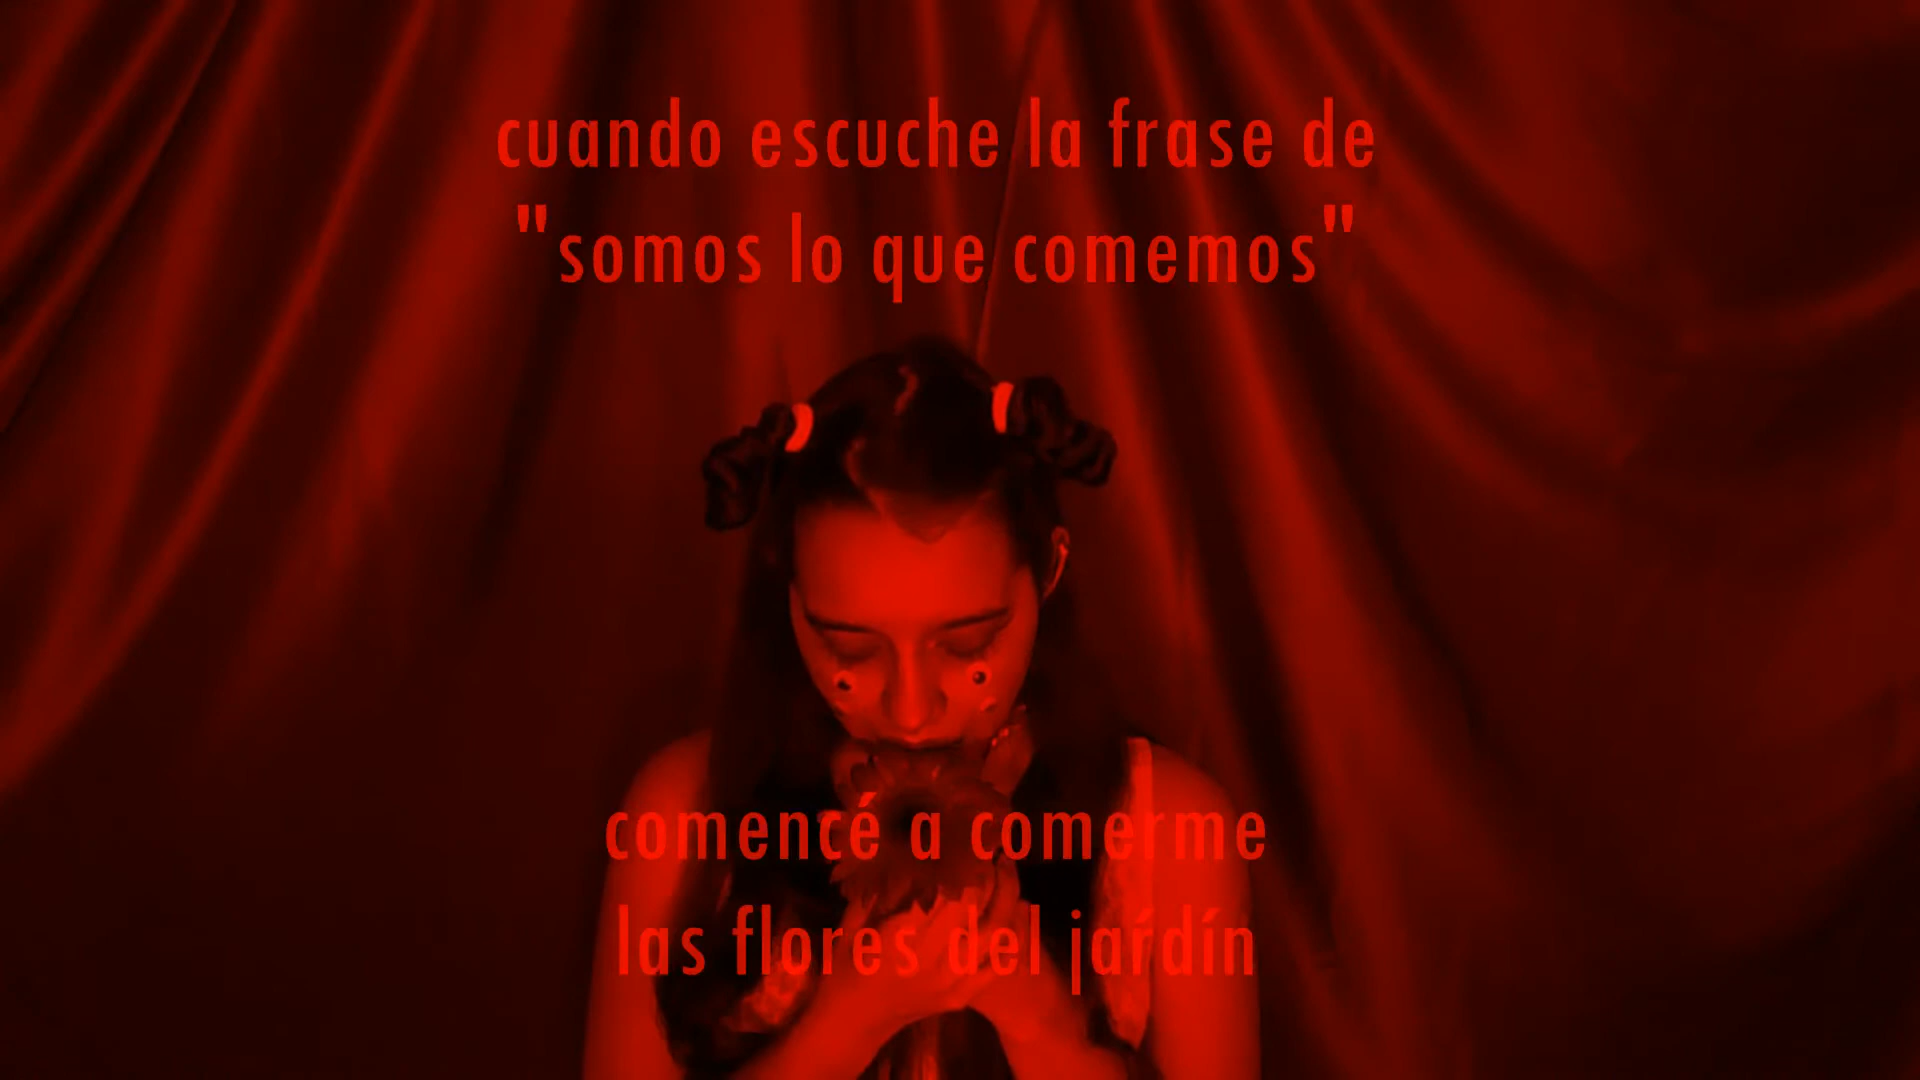 cuando escuche la frase de
"somos lo que comemos"
comencé a comerme
las flores del jardín